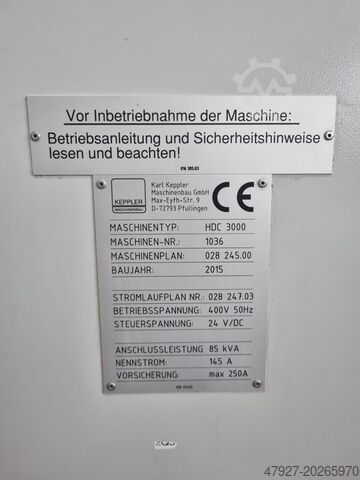 Vor Inbetriebnahme der Maschine:
Betriebsanleitung und Sicherheitshinweise
lesen und beachten!
KEPPLER
MASCHINENBAU
Karl Keppler
Maschinenbau GmbH
Max-Eyth-Str. 9
D-72793 Pfullingen
CE
MASCHINENTYP: HDC 3000
MASCHINEN-NR.: 1036
MASCHINENPLAN: 028 245.00
BAUJAHR: 2015
STROMLAUFPLAN NR.: 028 247.03
BETRIEBSSPANNUNG: 400V 50Hz
STEUERSPANNUNG: 24 V/DC
ANSCHLUSSLEISTUNG 85 kVA
NENNSTROM: 145 A
VORSICHERUNG: max 250A
47927-20265970